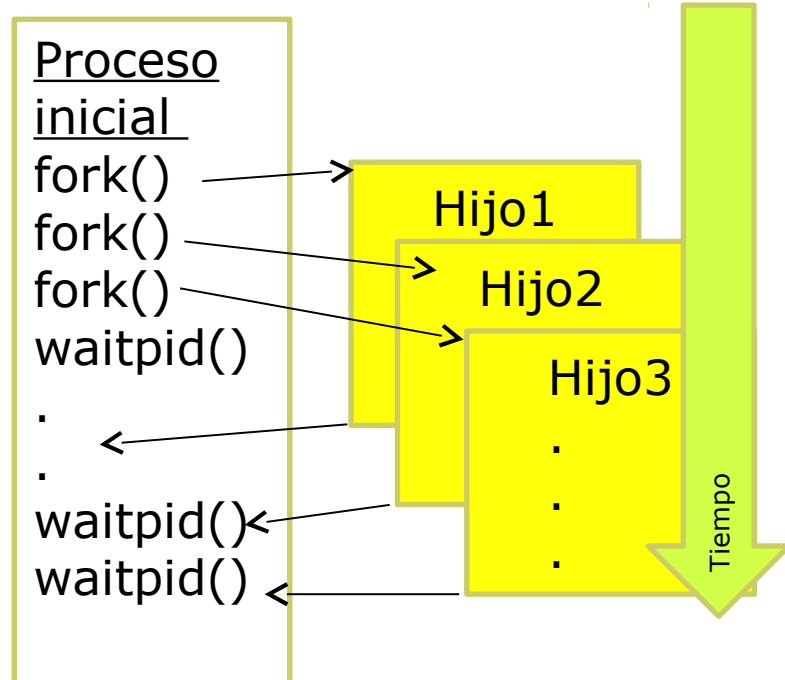 Proceso
inicial
fork()
fork()
fork()
waitpid()
.
.
waitpid()
waitpid()
Hijo1
Hijo2
Hijo3
.
.
.
Tiempo